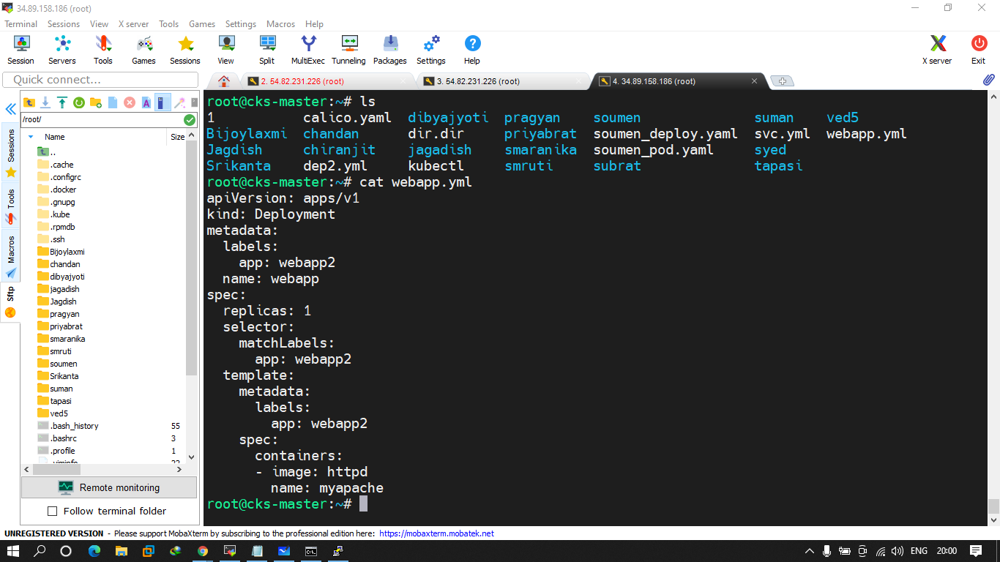 34.89.158.186 (root)
Terminal Sessions View X server Tools Games Settings Macros Help
Session Servers Tools Games Sessions View Split MultiExec Tunneling Packages Settings Help X server Exit
Quick connect...
2. 54.82.231.226 (root)
3. 54.82.231.226 (root)
4. 34.89.158.186 (root)
Sessions
Tools
Macros
Sftp
/root/
Name Size
..
.cache
.configrc
.docker
.gnupg
.kube
.rpmdb
.ssh
Bijoylaxmi
chandan
dibyajyoti
jagadish
Jagdish
pragyan
priyabrat
smaranika
smruti
soumen
Srikanta
suman
tapasi
ved5
.bash_history 55
.bashrc 3
.profile 1
Remote monitoring
Follow terminal folder
root@cks-master:~# ls
1 calico.yaml dibyajyoti pragyan soumen suman ved5
Bijoylaxmi chandan dir.dir priyabrat soumen_deploy.yaml svc.yml webapp.yml
Jagdish chiranjit jagadish smaranika soumen_pod.yaml syed
Srikanta dep2.yml kubectl smruti subrat tapasi
root@cks-master:~# cat webapp.yml
apiVersion: apps/v1
kind: Deployment
metadata:
  labels:
    app: webapp2
  name: webapp
spec:
  replicas: 1
  selector:
    matchLabels:
      app: webapp2
  template:
    metadata:
      labels:
        app: webapp2
    spec:
      containers:
      - image: httpd
        name: myapache
root@cks-master:~#
UNREGISTERED VERSION - Please support MobaXterm by subscribing to the professional edition here: https://mobaxterm.mobatek.net
ENG 20:00